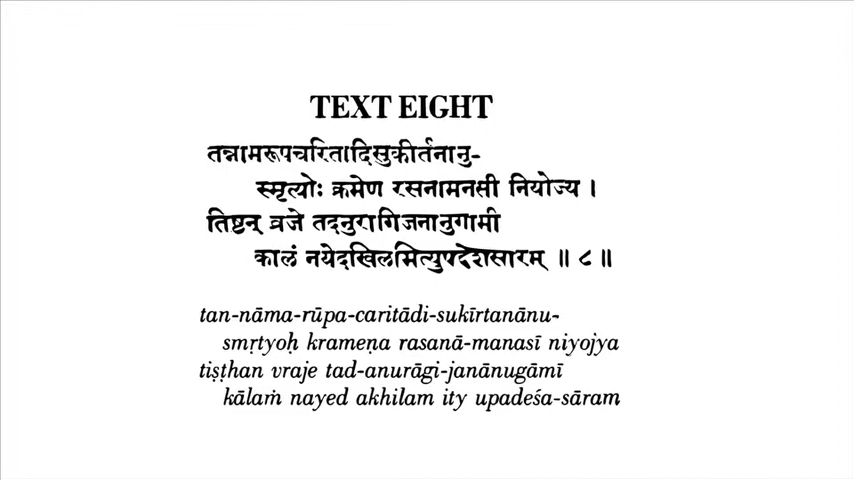 TEXT EIGHT
तन्नामरूपचरितादिसुकीर्तनानु-
स्मृत्योः क्रमेण रसनामनसी नियोज्य ।
तिष्ठन् व्रजे तदनुरागिजनानुगामी
कालं नयेदखिलमित्युपदेशसारम् ॥ ८ ॥
tan-nāma-rūpa-caritādi-sukīrtanānu-
smṛtyoḥ krameṇa rasanā-manasī niyojya
tiṣṭhan vraje tad-anurāgi-janānugāmī
kālaṁ nayed akhilam ity upadeśa-sāram